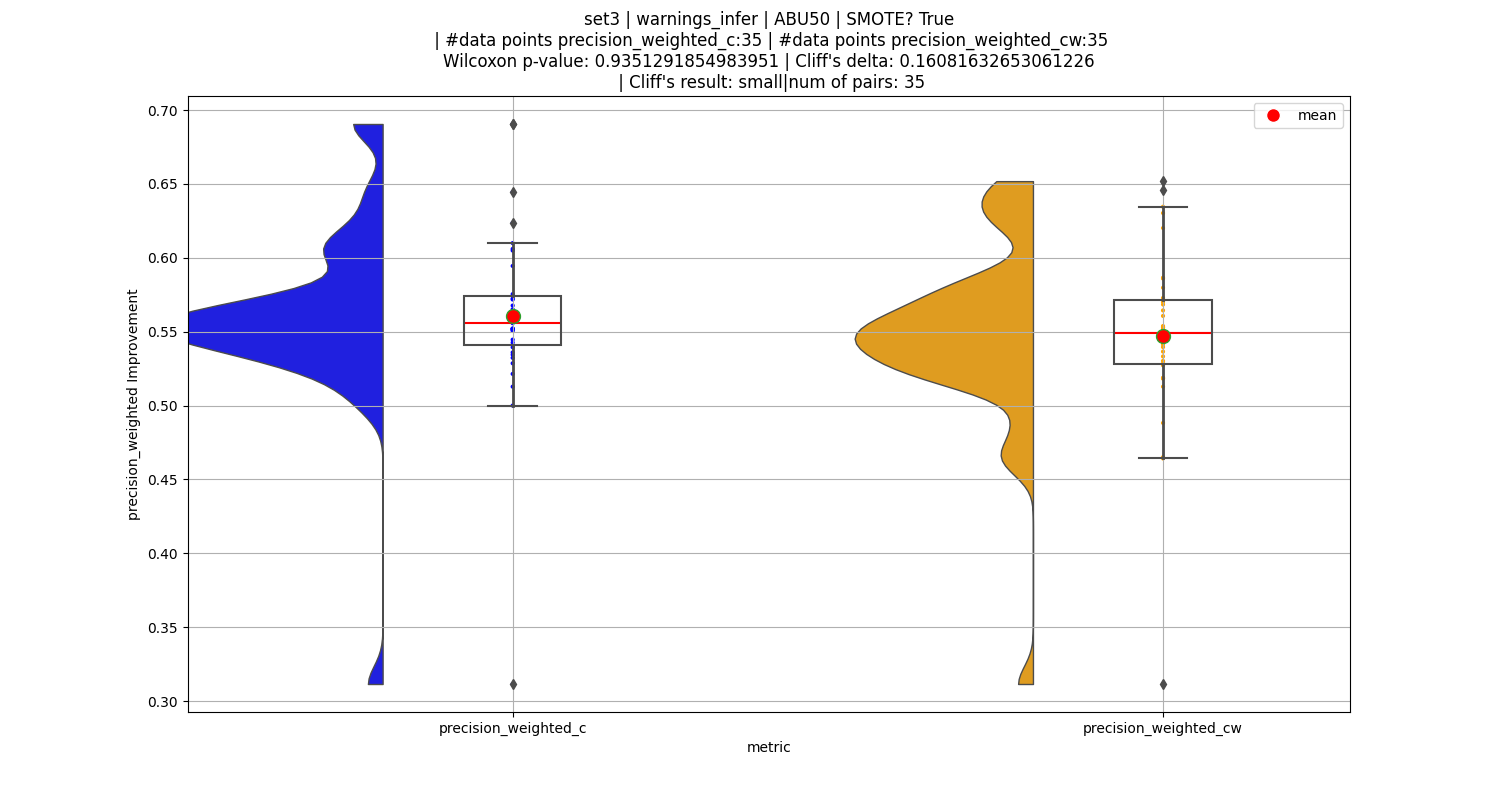 set3 | warnings_infer | ABU50 | SMOTE? True
| #data points precision_weighted_c:35 | #data points precision_weighted_cw:35
Wilcoxon p-value: 0.9351291854983951 | Cliff's delta: 0.16081632653061226
| Cliff's result: small|num of pairs: 35
mean
0.70
0.65
0.60
0.55
0.50
0.45
0.40
0.35
0.30
precision_weighted Improvement
precision_weighted_c
precision_weighted_cw
metric